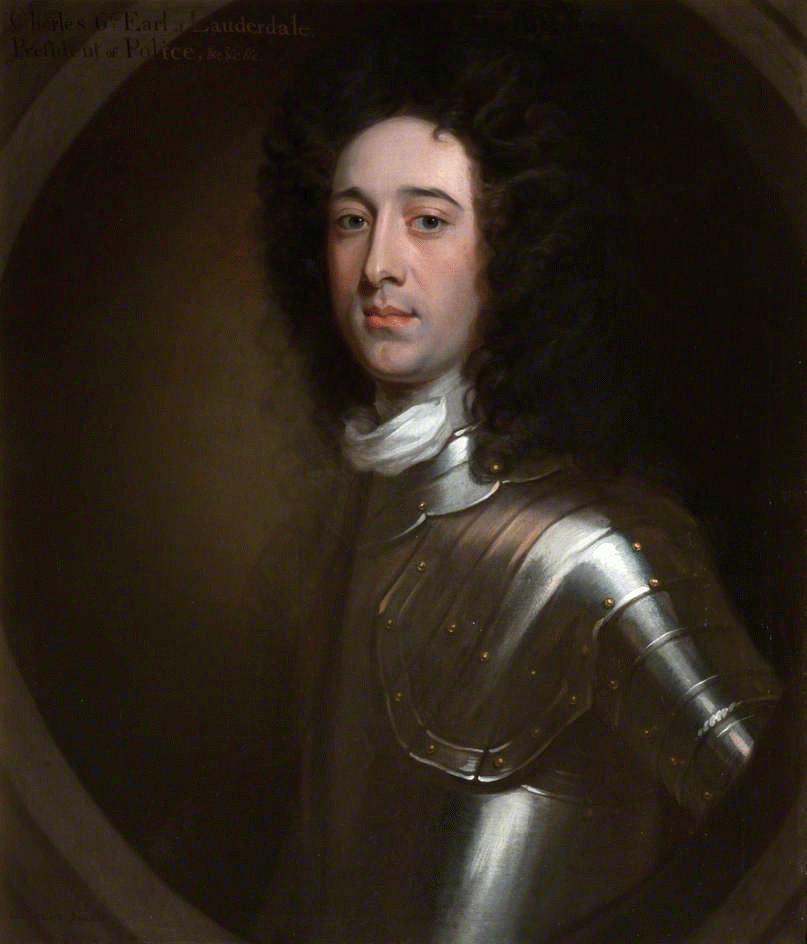 Charles 6th Earl of Lauderdale.
President of Police, &c &c &c.